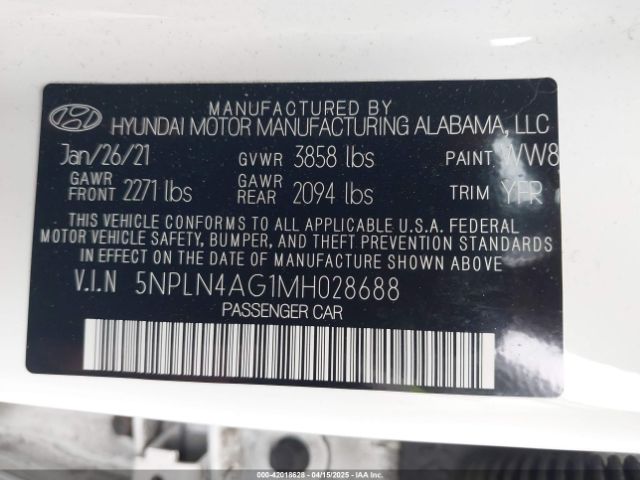 MANUFACTURED BY
HYUNDAI MOTOR MANUFACTURING ALABAMA, LLC
Jan/26/21 GVWR 3858 lbs PAINT WW8
GAWR FRONT 2271 lbs GAWR REAR 2094 lbs TRIM YFR
THIS VEHICLE CONFORMS TO ALL APPLICABLE U.S.A. FEDERAL
MOTOR VEHICLE SAFETY, BUMPER, AND THEFT PREVENTION STANDARDS
IN EFFECT ON THE DATE OF MANUFACTURE SHOWN ABOVE.
V.I.N 5NPLN4AG1MH028688
PASSENGER CAR
000-42018628 - 04/15/2025 - IAAI.COM